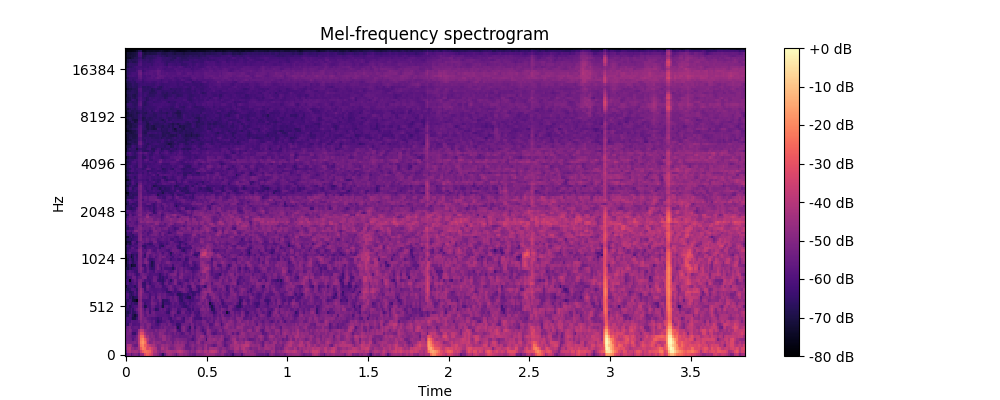 Mel-frequency spectrogram
Hz
16384
8192
4096
2048
1024
512
0
0 0.5 1 1.5 2 2.5 3 3.5
Time
+0 dB
-10 dB
-20 dB
-30 dB
-40 dB
-50 dB
-60 dB
-70 dB
-80 dB